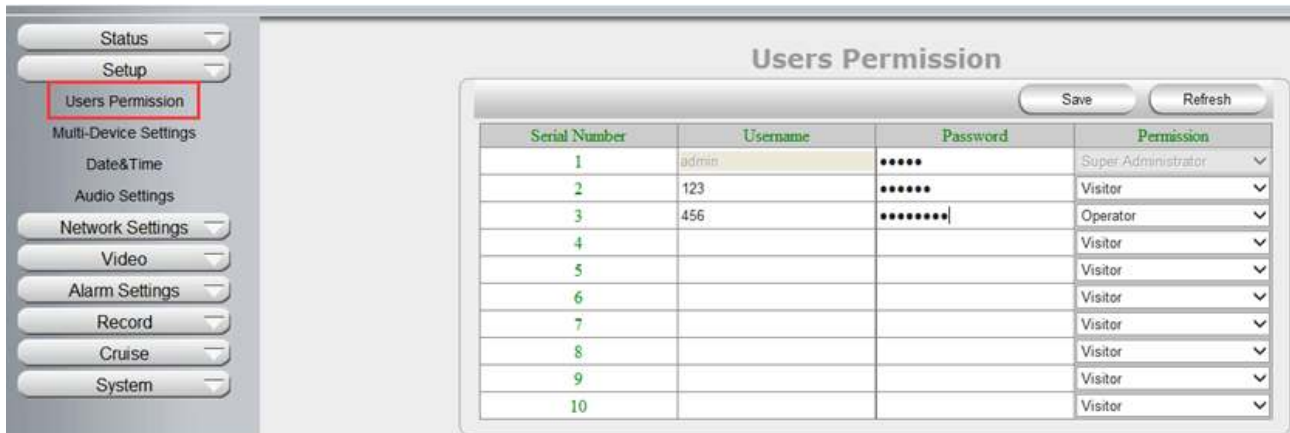 Status
Setup
Users Permission
Multi-Device Settings
Date&Time
Audio Settings
Network Settings
Video
Alarm Settings
Record
Cruise
System
Users Permission
Save Refresh
Serial Number Username Password Permission
1 admin ••••• Super Administrator
2 123 •••••• Visitor
3 456 •••••••• Operator
4 Visitor
5 Visitor
6 Visitor
7 Visitor
8 Visitor
9 Visitor
10 Visitor